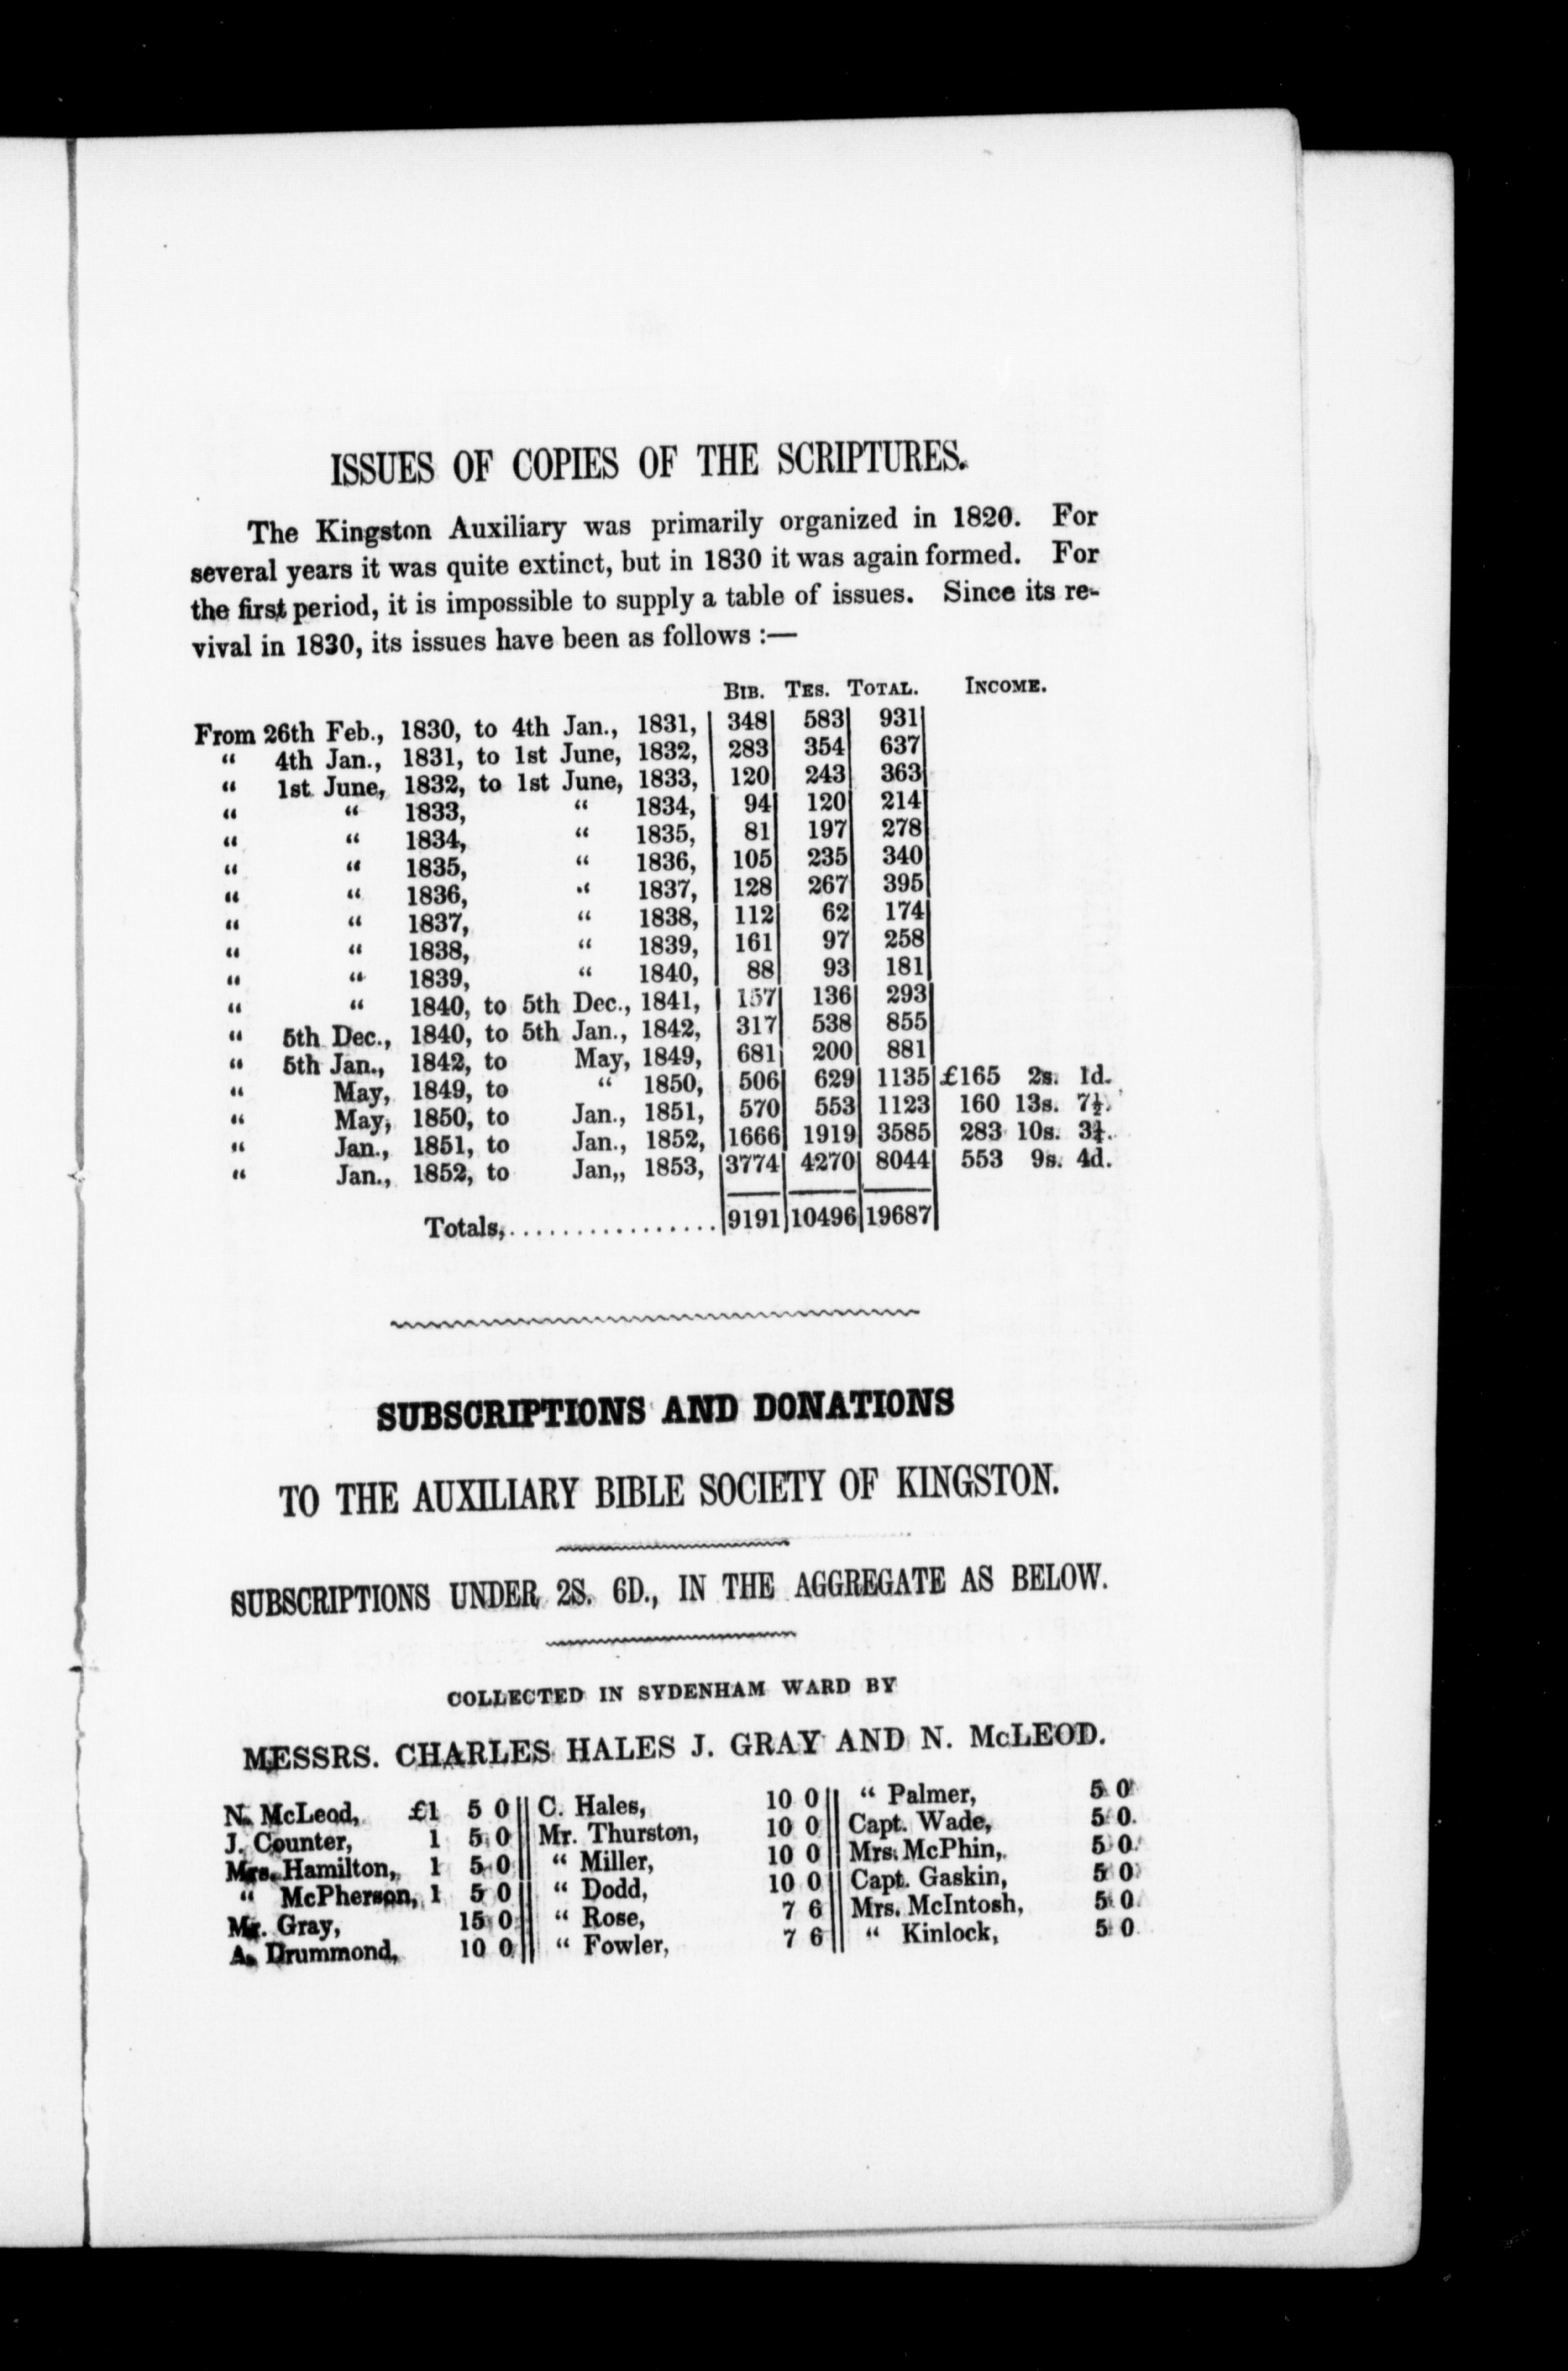 ISSUES OF COPIES OF THE SCRIPTURES.
The Kingston Auxiliary was primarily organized in 1820. For
several years it was quite extinct, but in 1830 it was again formed. For
the first period, it is impossible to supply a table of issues. Since its re-
vival in 1830, its issues have been as follows :—
BIB. TES. TOTAL. INCOME.
From 26th Feb., 1830, to 4th Jan., 1831, 348 583 931
“ 4th Jan., 1831, to 1st June, 1832, 283 354 637
“ 1st June, 1832, to 1st June, 1833, 120 243 363
“ “ 1833, “ 1834, 94 120 214
“ “ 1834, “ 1835, 81 197 278
“ “ 1835, “ 1836, 105 235 340
“ “ 1836, “ 1837, 128 267 395
“ “ 1837, “ 1838, 112 62 174
“ “ 1838, “ 1839, 161 97 258
“ “ 1839, “ 1840, 88 93 181
“ “ 1840, to 5th Dec., 1841, 157 136 293
“ 5th Dec., 1840, to 5th Jan., 1842, 317 538 855
“ 5th Jan., 1842, to May, 1849, 681 200 881
“ May, 1849, to “ 1850, 506 629 1135 £165 2s. 1d.
“ May, 1850, to Jan., 1851, 570 553 1123 160 13s. 7½.
“ Jan., 1851, to Jan., 1852, 1666 1919 3585 283 10s. 3¼.
“ Jan., 1852, to Jan,, 1853, 3774 4270 8044 553 9s. 4d.
Totals,................ 9191 10496 19687
SUBSCRIPTIONS AND DONATIONS
TO THE AUXILIARY BIBLE SOCIETY OF KINGSTON.
SUBSCRIPTIONS UNDER 2S. 6D., IN THE AGGREGATE AS BELOW.
COLLECTED IN SYDENHAM WARD BY
MESSRS. CHARLES HALES J. GRAY AND N. McLEOD.
N. McLeod, £1 5 0
J. Counter, 1 5 0
Mrs. Hamilton, 1 5 0
“ McPherson, 1 5 0
Mr. Gray, 15 0
A. Drummond, 10 0
C. Hales, 10 0
Mr. Thurston, 10 0
“ Miller, 10 0
“ Dodd, 10 0
“ Rose, 7 6
“ Fowler, 7 6
“ Palmer, 5 0
Capt. Wade, 5 0
Mrs. McPhin, 5 0
Capt. Gaskin, 5 0
Mrs. McIntosh, 5 0
“ Kinlock, 5 0